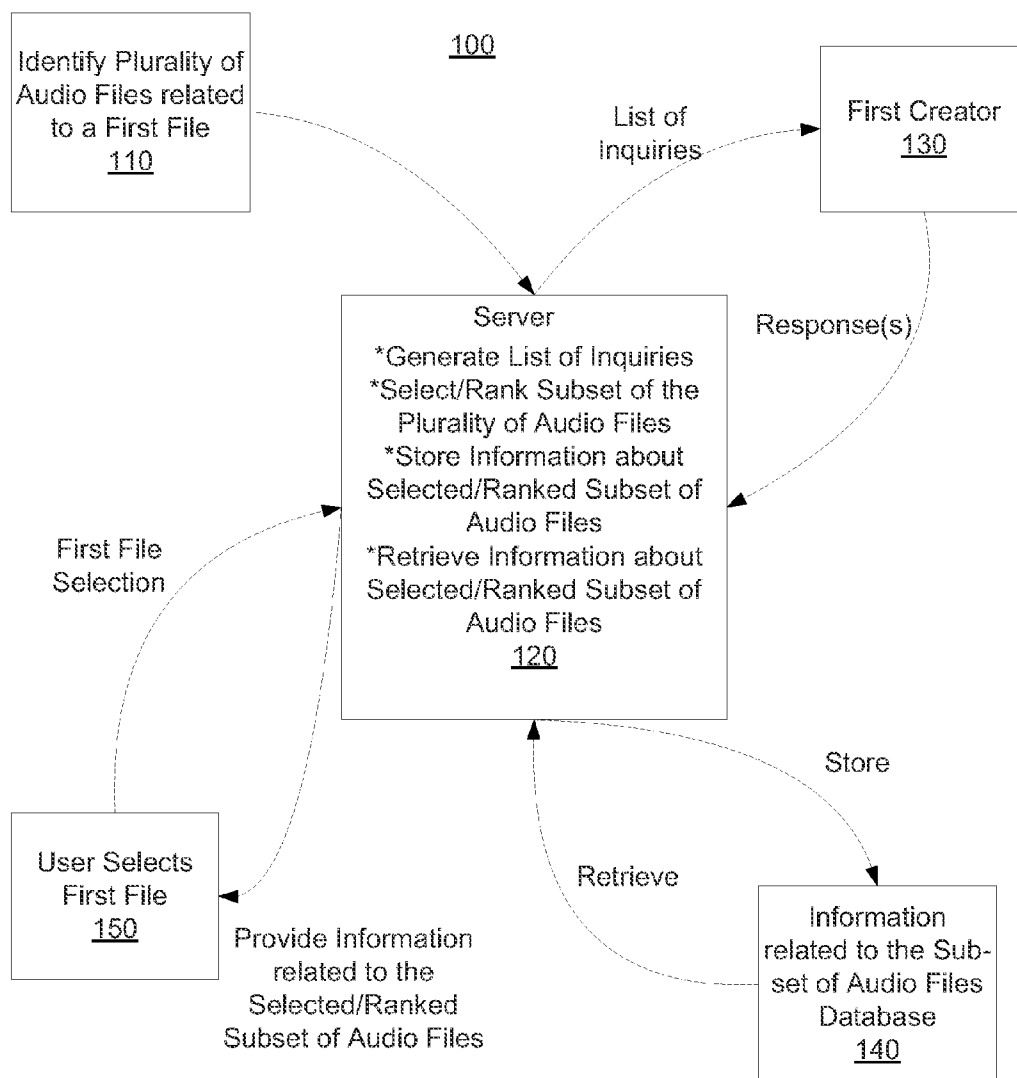 Identify Plurality of
Audio Files related
to a First File
110
100
List of
Inquiries
First Creator
130
Response(s)
Server
*Generate List of Inquiries
*Select/Rank Subset of the
Plurality of Audio Files
*Store Information about
Selected/Ranked Subset of
Audio Files
*Retrieve Information about
Selected/Ranked Subset of
Audio Files
120
First File
Selection
User Selects
First File
150
Provide Information
related to the
Selected/Ranked
Subset of Audio Files
Store
Retrieve
Information
related to the Sub-
set of Audio Files
Database
140